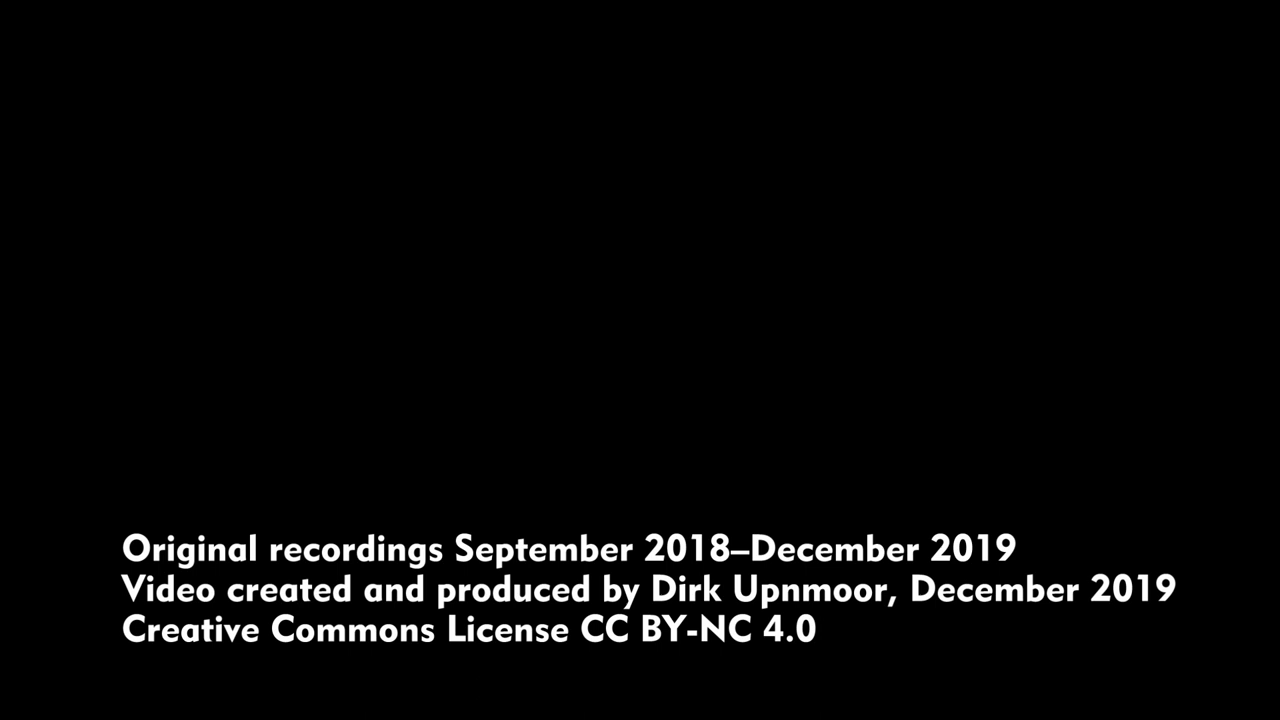 Original recordings September 2018–December 2019
Video created and produced by Dirk Upnmoor, December 2019
Creative Commons License CC BY-NC 4.0